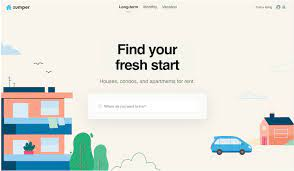 zumper
Long-term Monthly Vacation
Find your
fresh start
Houses, condos, and apartments for rent
Where do you want to live?